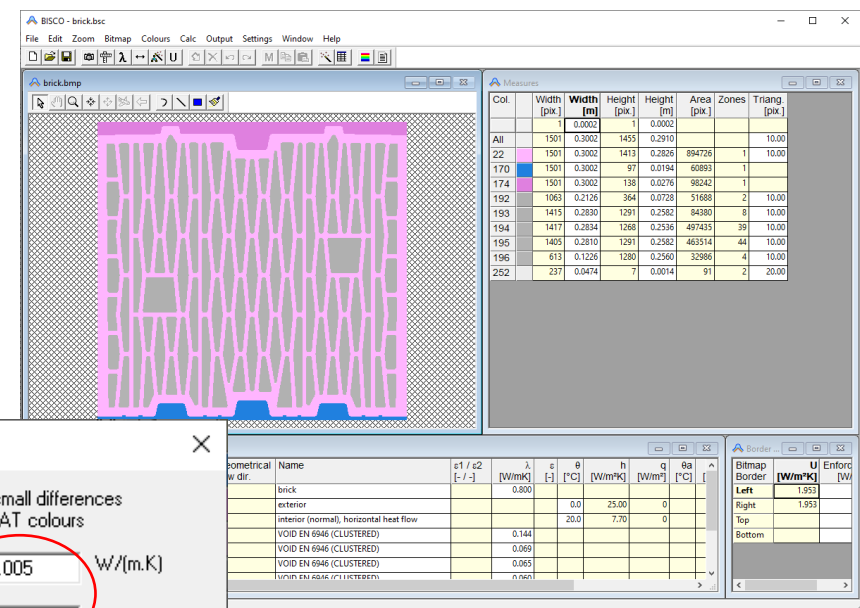 BISCO - brick.bsc
File Edit Zoom Bitmap Colours Calc Output Settings Window Help
λ U M
brick.bmp
Measures
Col. Width [pix.] Width [m] Height [pix.] Height [m] Area [pix.] Zones Triang. [pix.]
1 0.0002 1 0.0002
All 1501 0.3002 1455 0.2910 10.00
22 1501 0.3002 1413 0.2826 894726 1 10.00
170 1501 0.3002 97 0.0194 60893 1
174 1501 0.3002 138 0.0276 98242 1
192 1063 0.2126 364 0.0728 51688 2 10.00
193 1415 0.2830 1291 0.2582 84380 8 10.00
194 1417 0.2834 1268 0.2536 497435 39 10.00
195 1405 0.2810 1291 0.2582 463514 44 10.00
196 613 0.1226 1280 0.2560 32986 4 10.00
252 237 0.0474 7 0.0014 91 2 20.00
mall differences
AT colours
.005 W/(m.K)
eometrical
w dir. Name ε1 / ε2 [- / -] λ [W/mK] ε [-] θ [°C] h [W/m²K] q [W/m²] θa [°C]
brick 0.800
exterior 0.0 25.00 0
interior (normal), horizontal heat flow 20.0 7.70 0
VOID EN 6946 (CLUSTERED) 0.144
VOID EN 6946 (CLUSTERED) 0.069
VOID EN 6946 (CLUSTERED) 0.065
VOID EN 6946 (CLUSTERED) 0.060
Border ...
Bitmap Border U [W/m²K] Enforc [W/
Left 1.953
Right 1.953
Top
Bottom